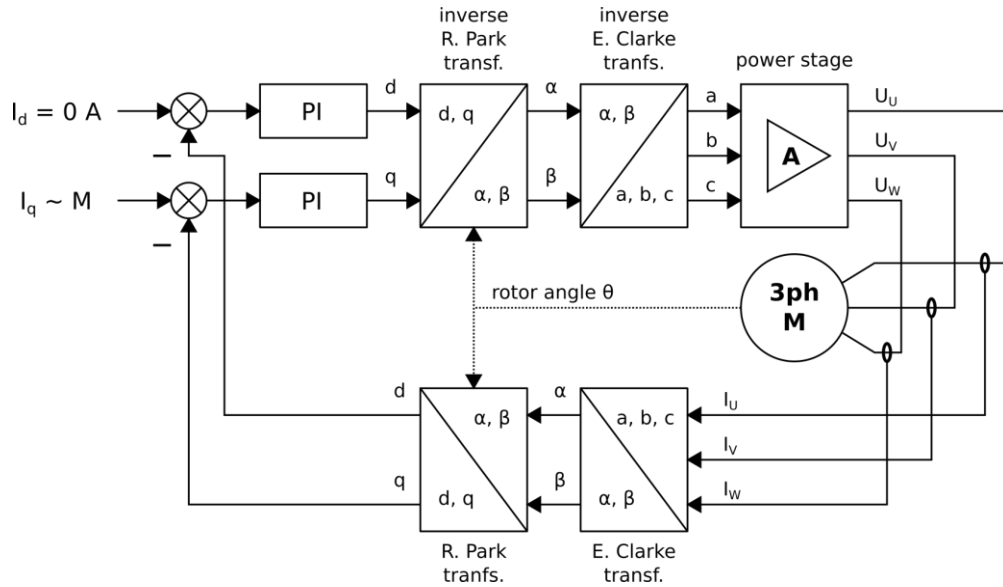 inverse
R. Park
transf.
inverse
E. Clarke
tranfs.
power stage
I_d = 0 A
−
PI
d
d, q
α, β
α
α, β
a, b, c
a
b
c
A
U_U
U_V
U_W
I_q ~ M
−
PI
q
β
rotor angle θ
3ph
M
d
q
α, β
d, q
α
β
a, b, c
α, β
I_U
I_V
I_W
R. Park
tranfs.
E. Clarke
transf.